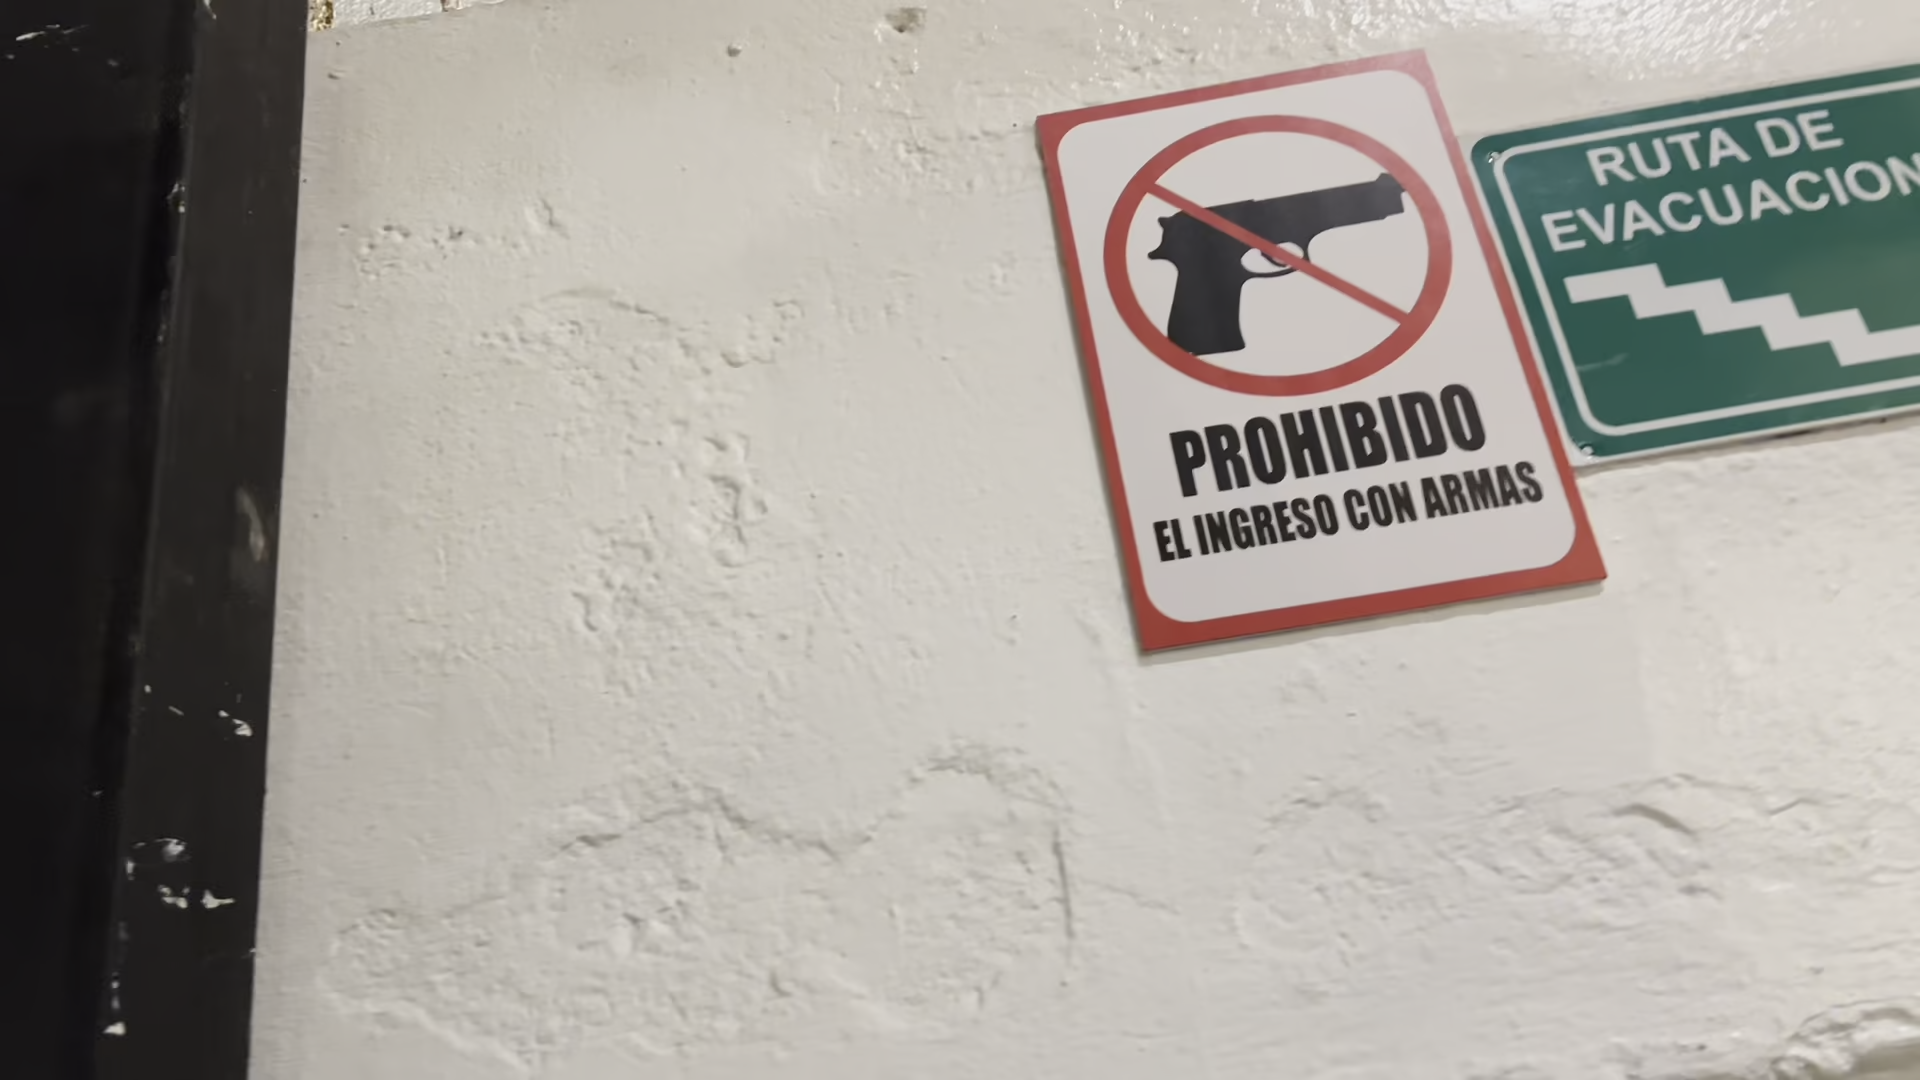 PROHIBIDO
EL INGRESO CON ARMAS
RUTA DE
EVACUACION